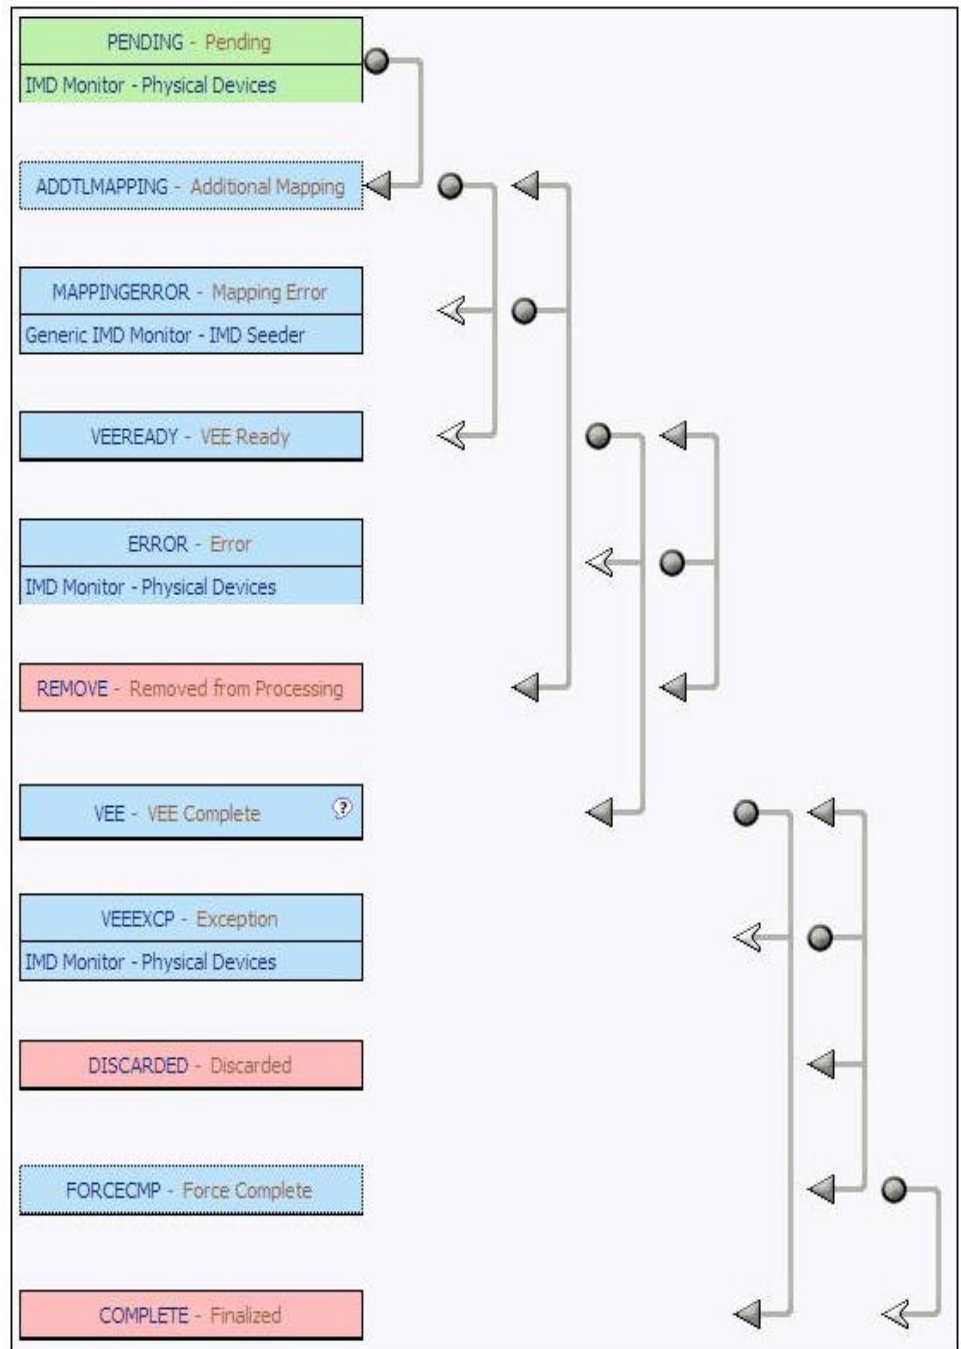 PENDING - Pending
IMD Monitor - Physical Devices
ADDTLMAPPING - Additional Mapping
MAPPINGERROR - Mapping Error
Generic IMD Monitor - IMD Seeder
VEEREADY - VEE Ready
ERROR - Error
IMD Monitor - Physical Devices
REMOVE - Removed from Processing
VEE - VEE Complete ?
VEEEXCP - Exception
IMD Monitor - Physical Devices
DISCARDED - Discarded
FORCECMP - Force Complete
COMPLETE - Finalized